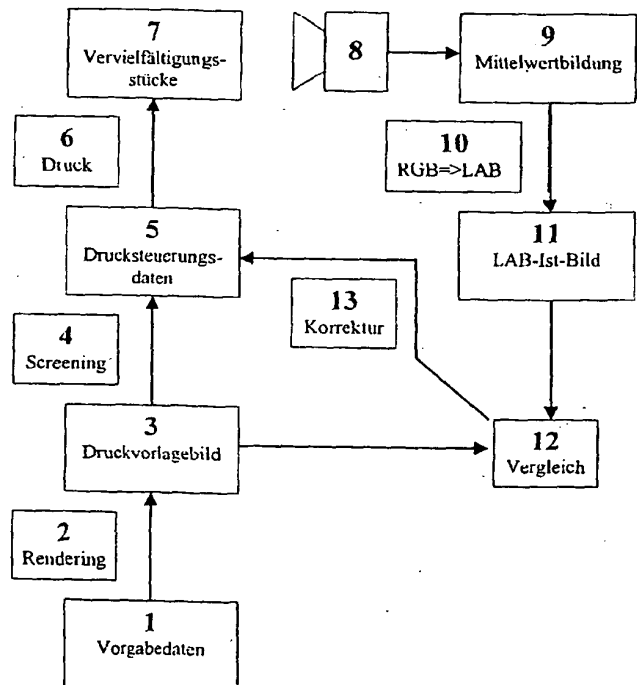 7
Vervielfältigungs-
stücke
8
9
Mittelwertbildung
6
Druck
10
RGB=>LAB
5
Drucksteuerungs-
daten
11
LAB-Ist-Bild
13
Korrektur
4
Screening
3
Druckvorlagebild
12
Vergleich
2
Rendering
1
Vorgabedaten